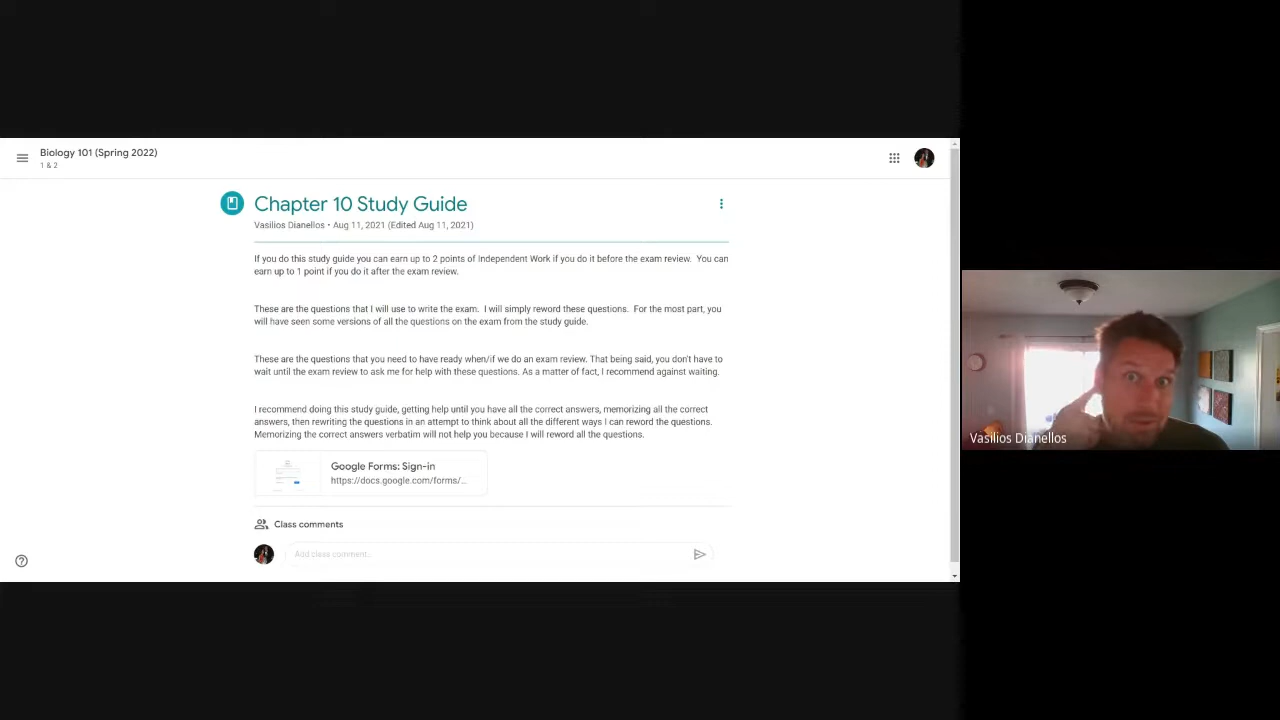 Biology 101 (Spring 2022)
1 & 2
Chapter 10 Study Guide
Vasilios Dianellos • Aug 11, 2021 (Edited Aug 11, 2021)
If you do this study guide you can earn up to 2 points of Independent Work if you do it before the exam review. You can
earn up to 1 point if you do it after the exam review.
These are the questions that I will use to write the exam. I will simply reword these questions. For the most part, you
will have seen some versions of all the questions on the exam from the study guide.
These are the questions that you need to have ready when/if we do an exam review. That being said, you don't have to
wait until the exam review to ask me for help with these questions. As a matter of fact, I recommend against waiting.
I recommend doing this study guide, getting help until you have all the correct answers, memorizing all the correct
answers, then rewriting the questions in an attempt to think about all the different ways I can reword the questions.
Memorizing the correct answers verbatim will not help you because I will reword all the questions.
Google Forms: Sign-in
https://docs.google.com/forms/...
Class comments
Add class comment...
Vasilios Dianellos